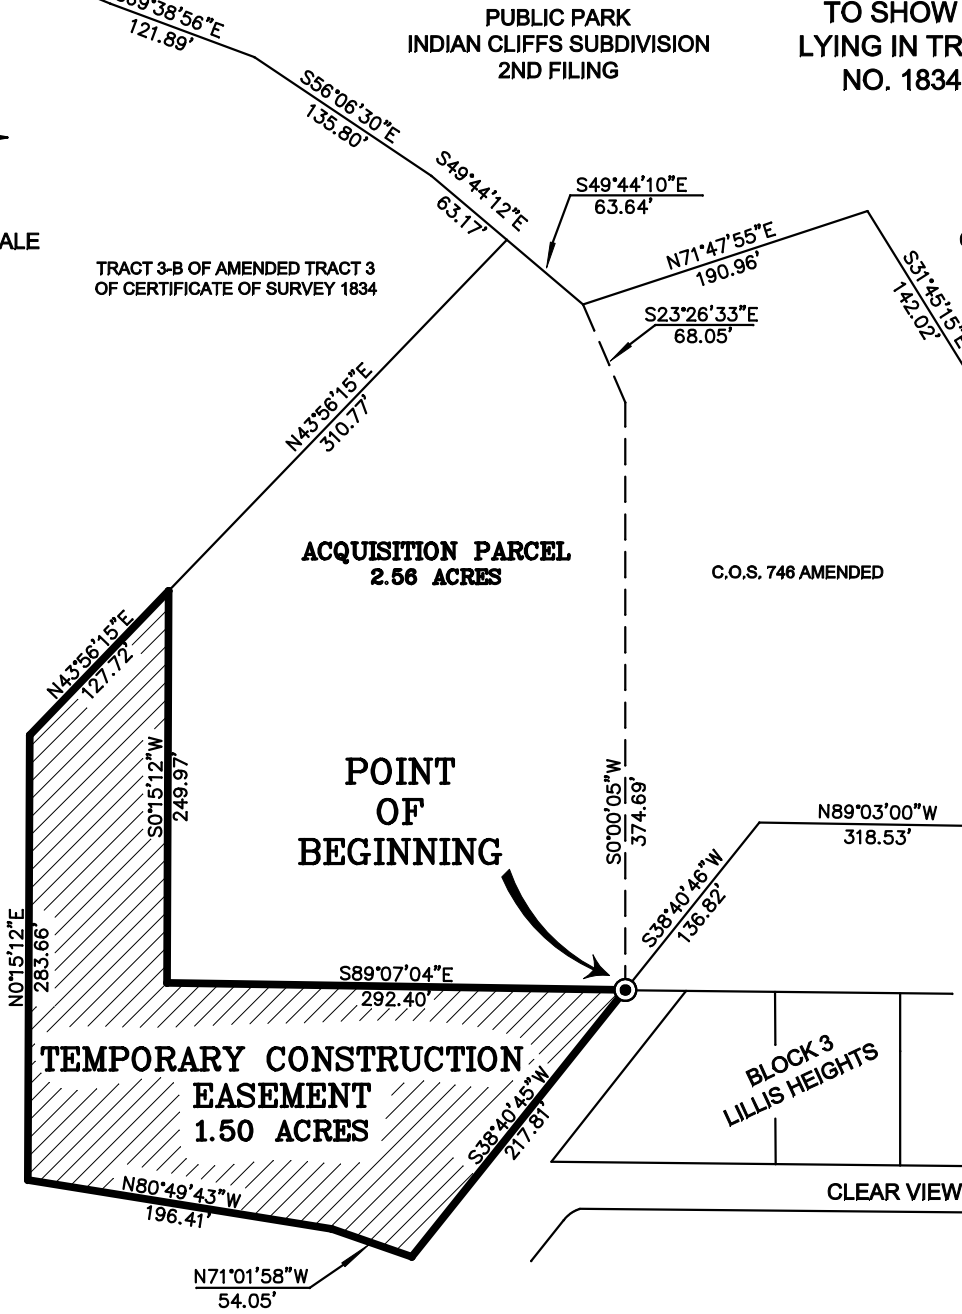 PUBLIC PARK
INDIAN CLIFFS SUBDIVISION
2ND FILING
TO SHOW
LYING IN TR
NO. 1834
39°38'56"E
121.89'
S56°06'30"E
135.80'
S49°44'12"E
63.17'
S49°44'10"E
63.64'
N71°47'55"E
190.96'
S31°45'15"E
142.02'
ALE
TRACT 3-B OF AMENDED TRACT 3
OF CERTIFICATE OF SURVEY 1834
S23°26'33"E
68.05'
N43°56'15"E
310.77'
ACQUISITION PARCEL
2.56 ACRES
C.O.S. 746 AMENDED
N43°56'15"E
127.72'
S0°15'12"W
249.97'
POINT
OF
BEGINNING
S0°00'05"W
374.69'
N89°03'00"W
318.53'
S38°40'46"W
136.82'
N0°15'12"E
283.66'
S89°07'04"E
292.40'
TEMPORARY CONSTRUCTION
EASEMENT
1.50 ACRES
S38°40'45"W
217.81'
BLOCK 3
LILLIS HEIGHTS
CLEAR VIEW
N80°49'43"W
196.41'
N71°01'58"W
54.05'